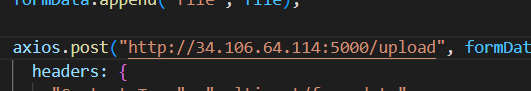 formData.append('file', file);
axios.post("http://34.106.64.114:5000/upload", formDat
headers: {